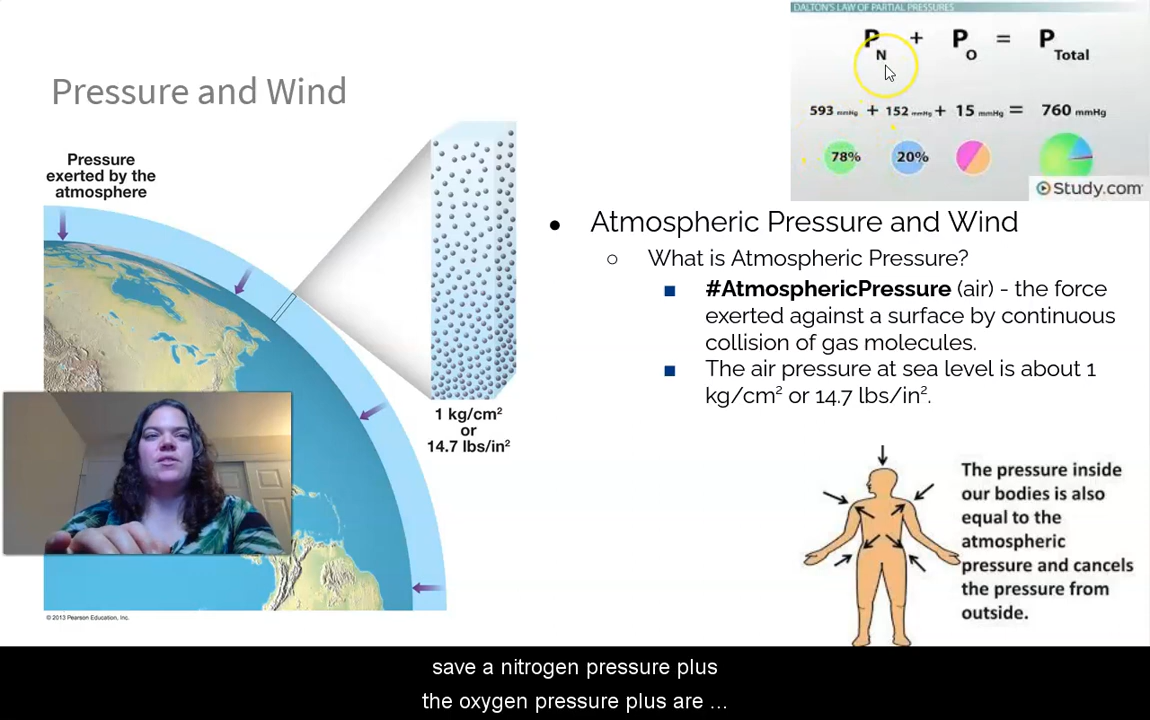 DALTON'S LAW OF PARTIAL PRESSURES
P N + P O = P Total
593 mmHg + 152 mmHg + 15 mmHg = 760 mmHg
78% 20%
Study.com
Pressure and Wind
Pressure
exerted by the
atmosphere
1 kg/cm²
or
14.7 lbs/in²
© 2013 Pearson Education, Inc.
● Atmospheric Pressure and Wind
○ What is Atmospheric Pressure?
■ #AtmosphericPressure (air) - the force
exerted against a surface by continuous
collision of gas molecules.
■ The air pressure at sea level is about 1
kg/cm² or 14.7 lbs/in².
The pressure inside
our bodies is also
equal to the
atmospheric
pressure and cancels
the pressure from
outside.
save a nitrogen pressure plus
the oxygen pressure plus are ...